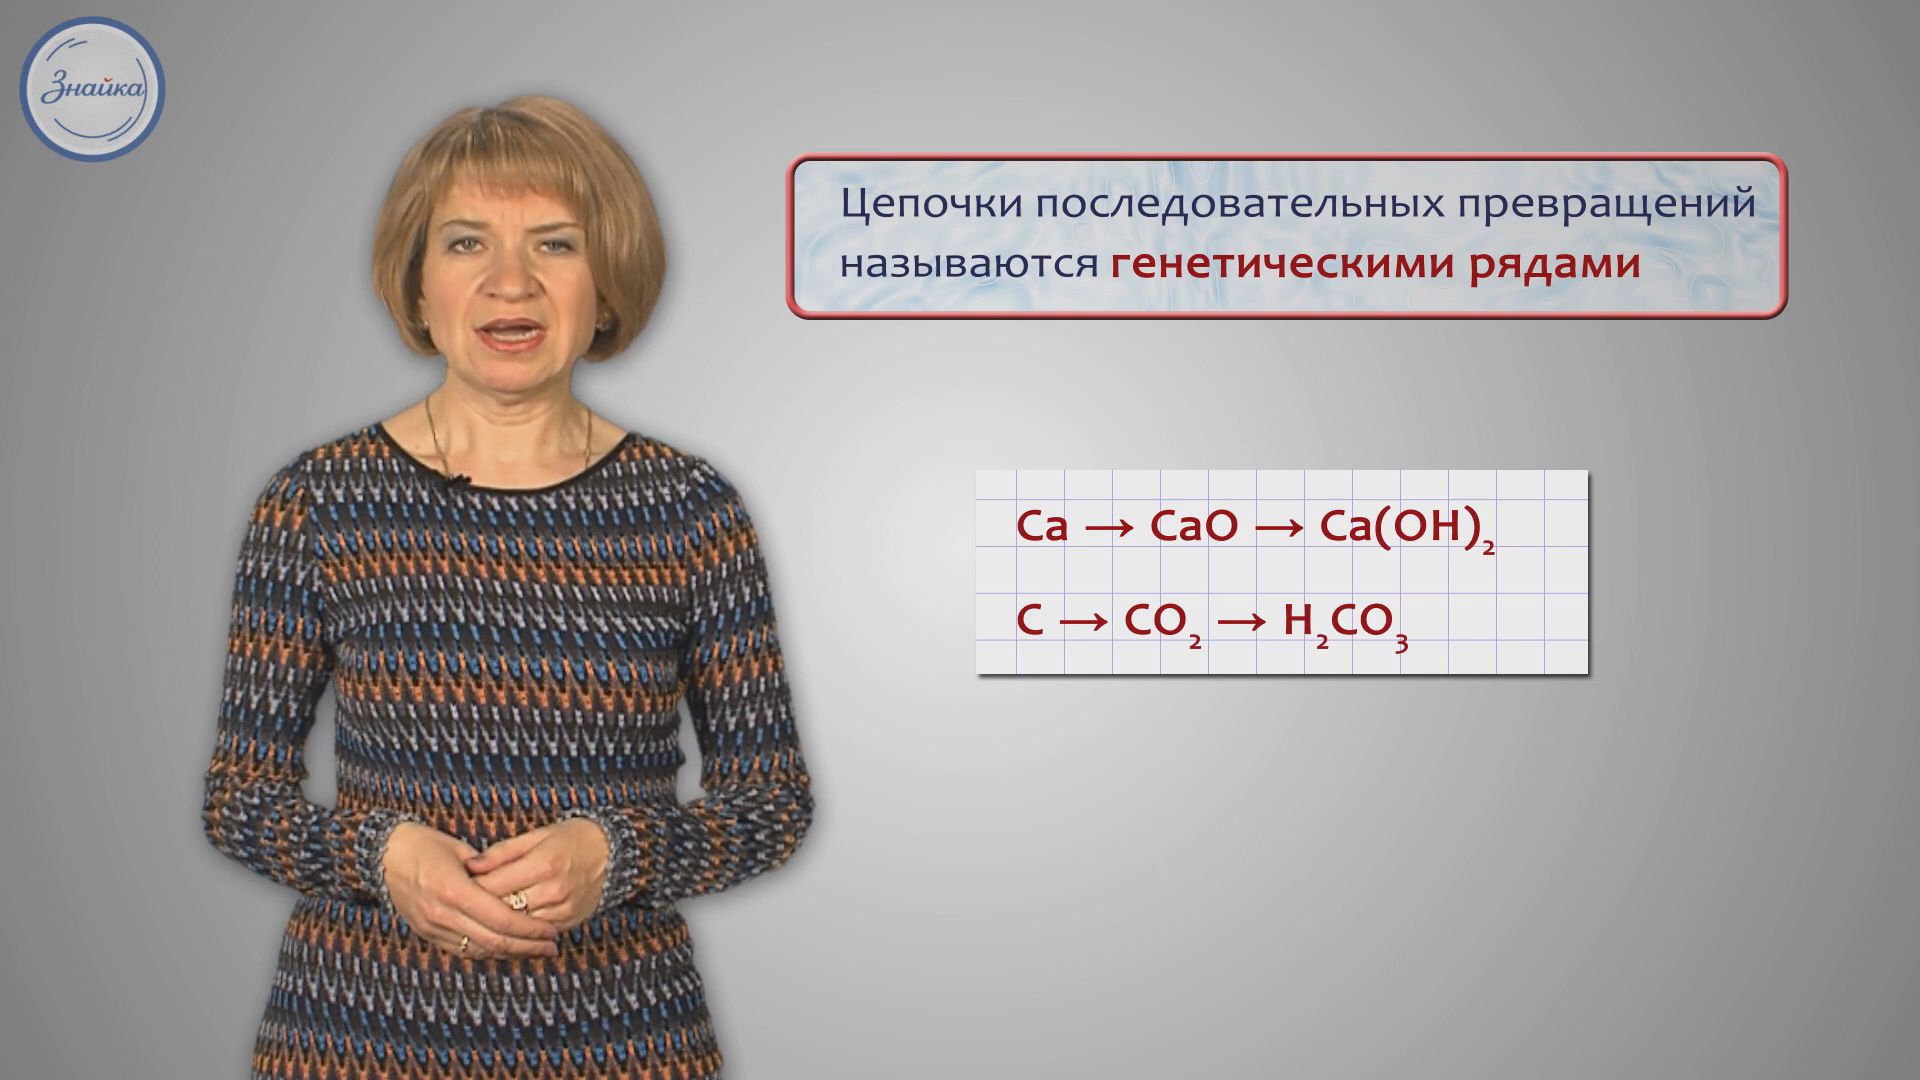 Знайка
Цепочки последовательных превращений
называются генетическими рядами
Ca → CaO → Ca(OH)₂
C → CO₂ → H₂CO₃